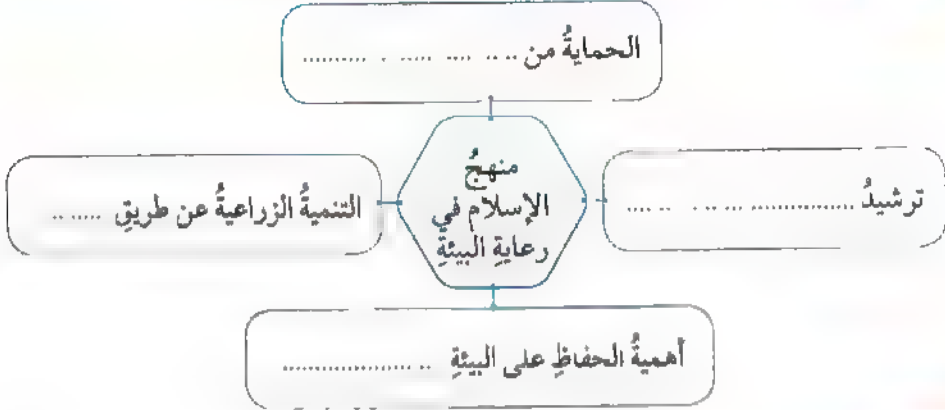 الحمايةُ من .... .... ..... . ..........
ترشيدُ .................... .. . .. ... ....
منهجُ
الإسلام في
رعايةِ البيئةِ
التنميةُ الزراعيةُ عن طريقِ ..... ..
أهميةُ الحفاظِ على البيئةِ .. .....................